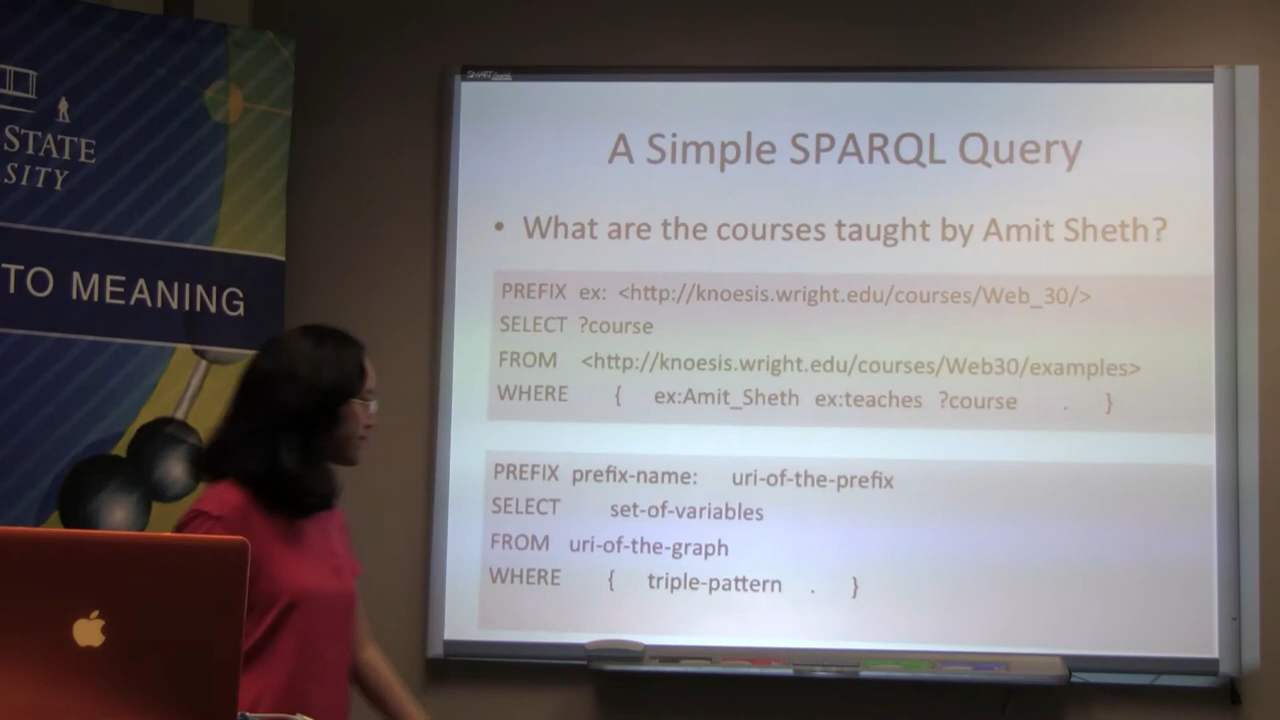 STATE
SITY
TO MEANING
SMART Board
A Simple SPARQL Query
• What are the courses taught by Amit Sheth?
PREFIX ex: <http://knoesis.wright.edu/courses/Web_30/>
SELECT ?course
FROM <http://knoesis.wright.edu/courses/Web30/examples>
WHERE { ex:Amit_Sheth ex:teaches ?course . }
PREFIX prefix-name: uri-of-the-prefix
SELECT set-of-variables
FROM uri-of-the-graph
WHERE { triple-pattern . }